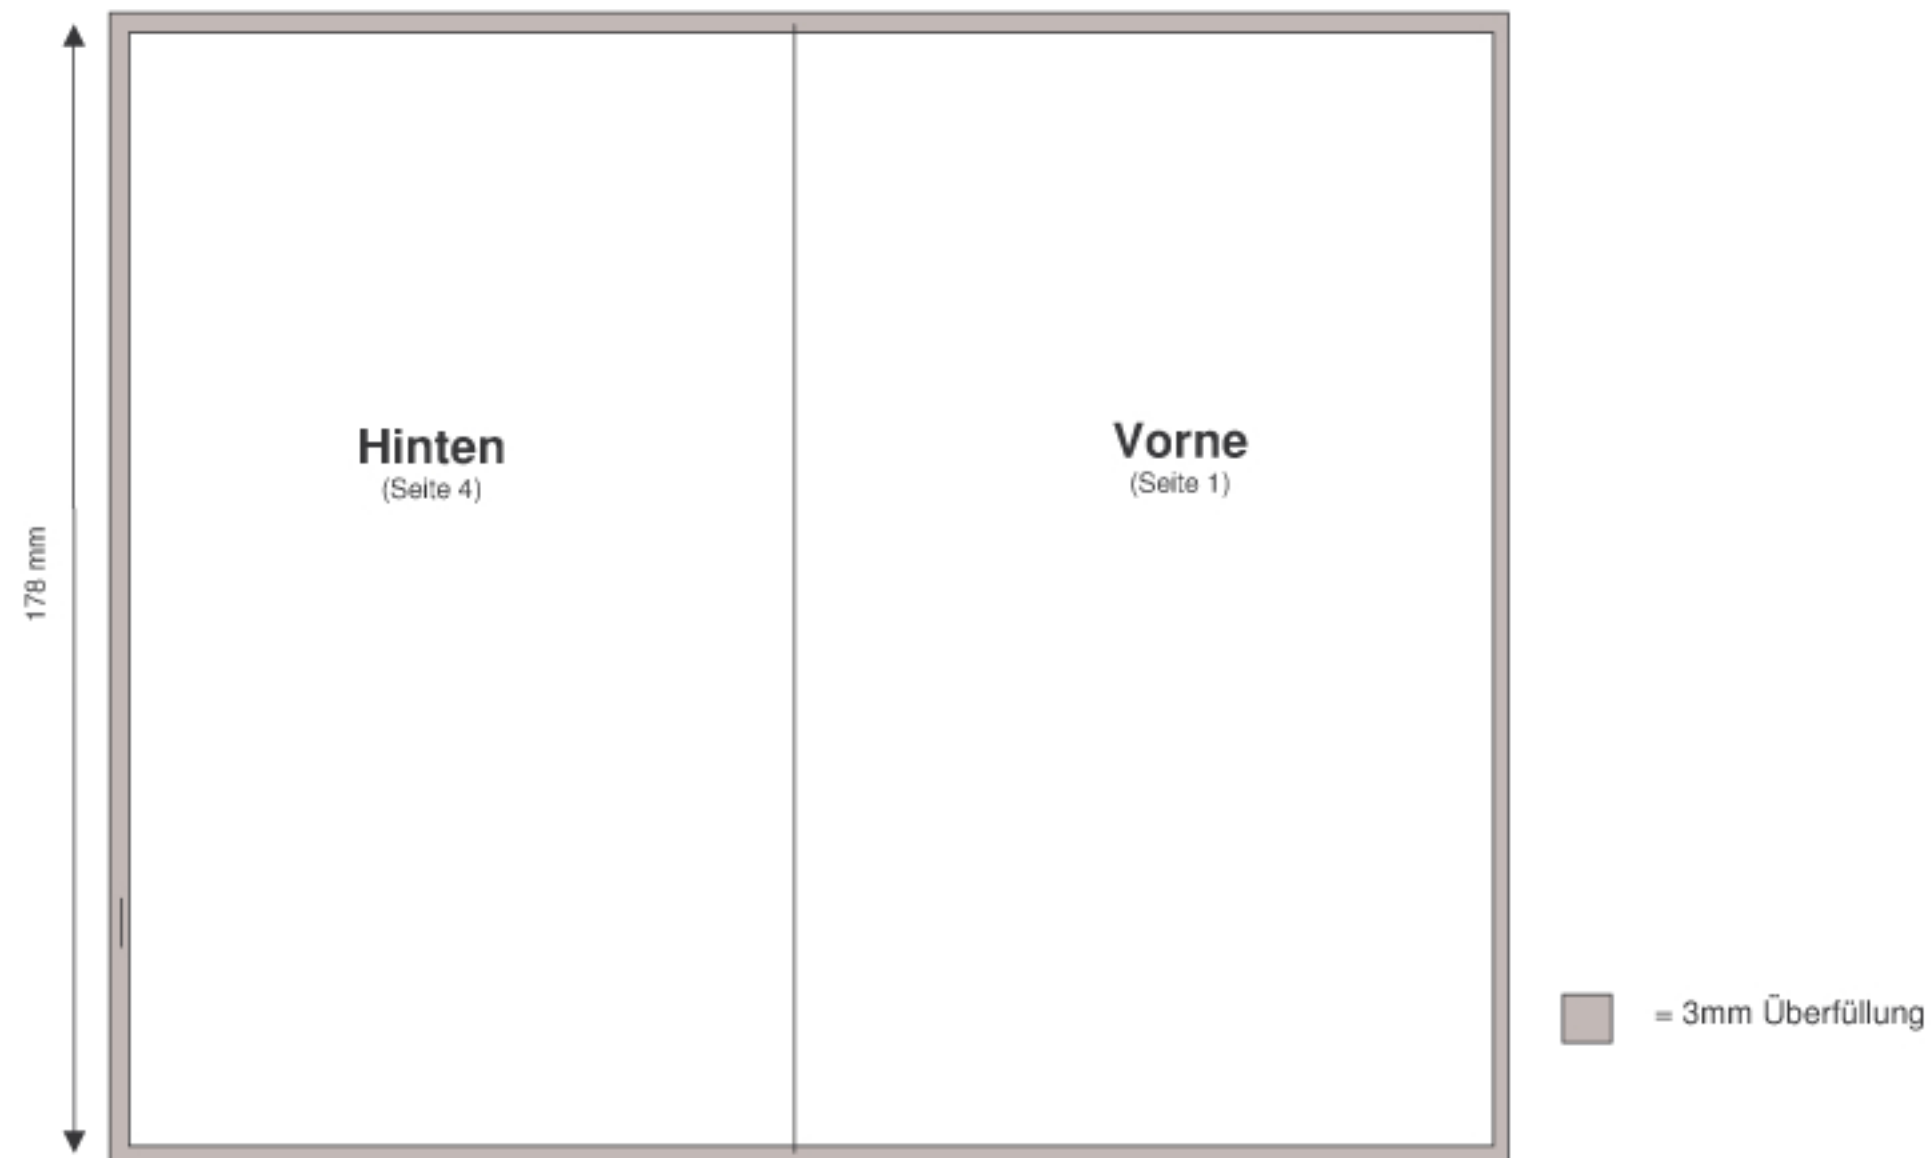 178 mm
Hinten
(Seite 4)
Vorne
(Seite 1)
= 3mm Überfüllung